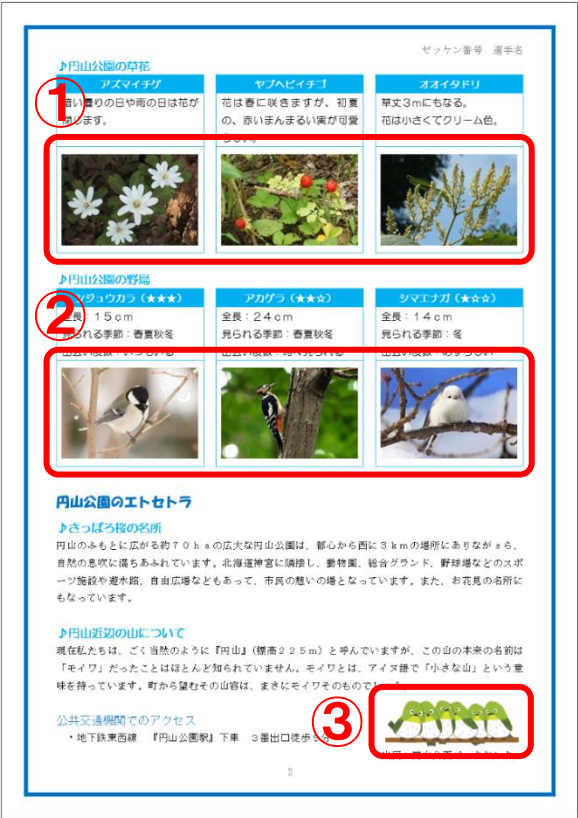 ゼッケン番号 選手名
♪円山公園の草花
①
アズマイチゲ
ヤブヘビイチゴ
オオイタドリ
暗い曇りの日や雨の日は花が
閉じます。
花は春に咲きますが、初夏
の、赤いまんまるい実が可愛
らしい。
草丈3mにもなる。
花は小さくてクリーム色。
♪円山公園の野鳥
②
シジュウカラ(★★★)
アカゲラ(★★☆)
シマエナガ(★☆☆)
全長:15cm
見られる季節:春夏秋冬
全長:24cm
見られる季節:春夏秋冬
全長:14cm
見られる季節:冬
円山公園のエトセトラ
♪さっぽろ桜の名所
円山のふもとに広がる約70haの広大な円山公園は、都心から西に3kmの場所にありながsら、
自然の息吹に満ちあふれています。北海道神宮に隣接し、動物園、総合グランド、野球場などのスポ
ーツ施設や遊水路、自由広場などもあって、市民の憩いの場となっています。また、お花見の名所に
もなっています。
♪円山近辺の山について
現在私たちは、ごく当然のように『円山』(標高225m)と呼んでいますが、この山の本来の名前は
「モイワ」だったことはほとんど知られていません。モイワとは、アイヌ語で「小さな山」という意
味を持っています。町から望むその山容は、まさにモイワそのものでしょう。
公共交通機関でのアクセス
・地下鉄東西線 『円山公園駅』下車 3番出口徒歩5分
③
2